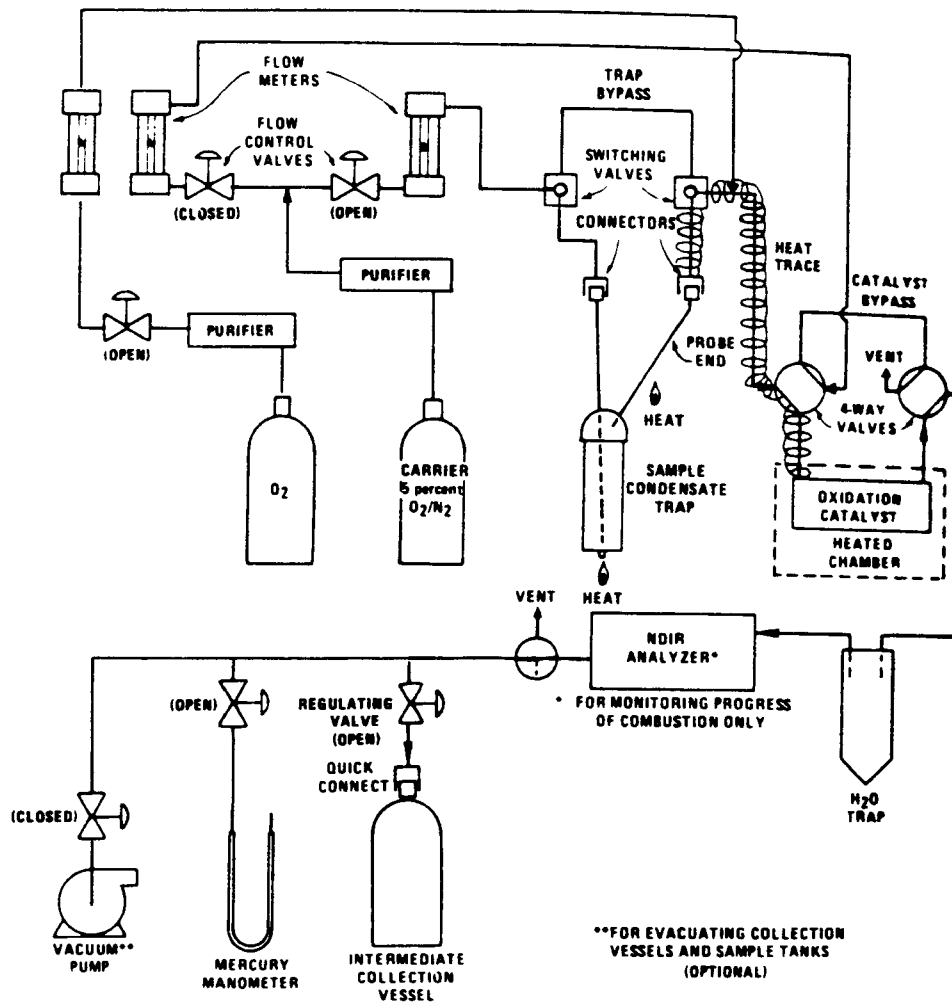 FLOW
METERS
TRAP
BYPASS
FLOW
CONTROL
VALVES
SWITCHING
VALVES
(CLOSED)
(OPEN)
CONNECTORS
HEAT
TRACE
PURIFIER
CATALYST
BYPASS
PURIFIER
(OPEN)
PROBE
END
VENT
HEAT
4-WAY
VALVES
O2
CARRIER
5 percent
O2/N2
SAMPLE
CONDENSATE
TRAP
OXIDATION
CATALYST
HEATED
CHAMBER
HEAT
VENT
NDIR
ANALYZER*
(OPEN)
REGULATING
VALVE
(OPEN)
* FOR MONITORING PROGRESS
OF COMBUSTION ONLY
QUICK
CONNECT
H2O
TRAP
(CLOSED)
VACUUM**
PUMP
MERCURY
MANOMETER
INTERMEDIATE
COLLECTION
VESSEL
**FOR EVACUATING COLLECTION
VESSELS AND SAMPLE TANKS
(OPTIONAL)